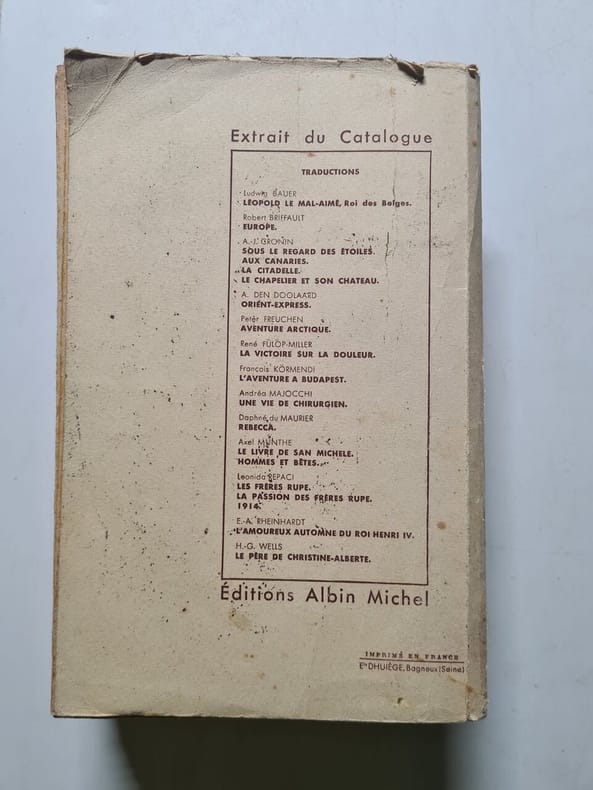 Extrait du Catalogue
TRADUCTIONS
Ludwig BAUER
LÉOPOLD LE MAL-AIMÉ, Roi des Belges.
Robert BRIFFAULT
EUROPE.
A.-J. CRONIN
SOUS LE REGARD DES ÉTOILES.
AUX CANARIES.
LA CITADELLE.
LE CHAPELIER ET SON CHATEAU.
A. DEN DOOLAARD
ORIENT-EXPRESS.
Peter FREUCHEN
AVENTURE ARCTIQUE.
René FÜLÖP-MILLER
LA VICTOIRE SUR LA DOULEUR.
François KÖRMENDI
L'AVENTURE A BUDAPEST.
Andréa MAJOCCHI
UNE VIE DE CHIRURGIEN.
Daphné du MAURIER
REBECCA.
Axel MUNTHE
LE LIVRE DE SAN MICHELE.
HOMMES ET BÊTES.
Leonida REPACI
LES FRÈRES RUPE.
LA PASSION DES FRÈRES RUPE.
1914.
E.-A. RHEINHARDT
L'AMOUREUX AUTOMNE DU ROI HENRI IV.
H.-G. WELLS
LE PÈRE DE CHRISTINE-ALBERTE.
Éditions Albin Michel
IMPRIMÉ EN FRANCE
Ets DHUIÈGE, Bagneux (Seine)